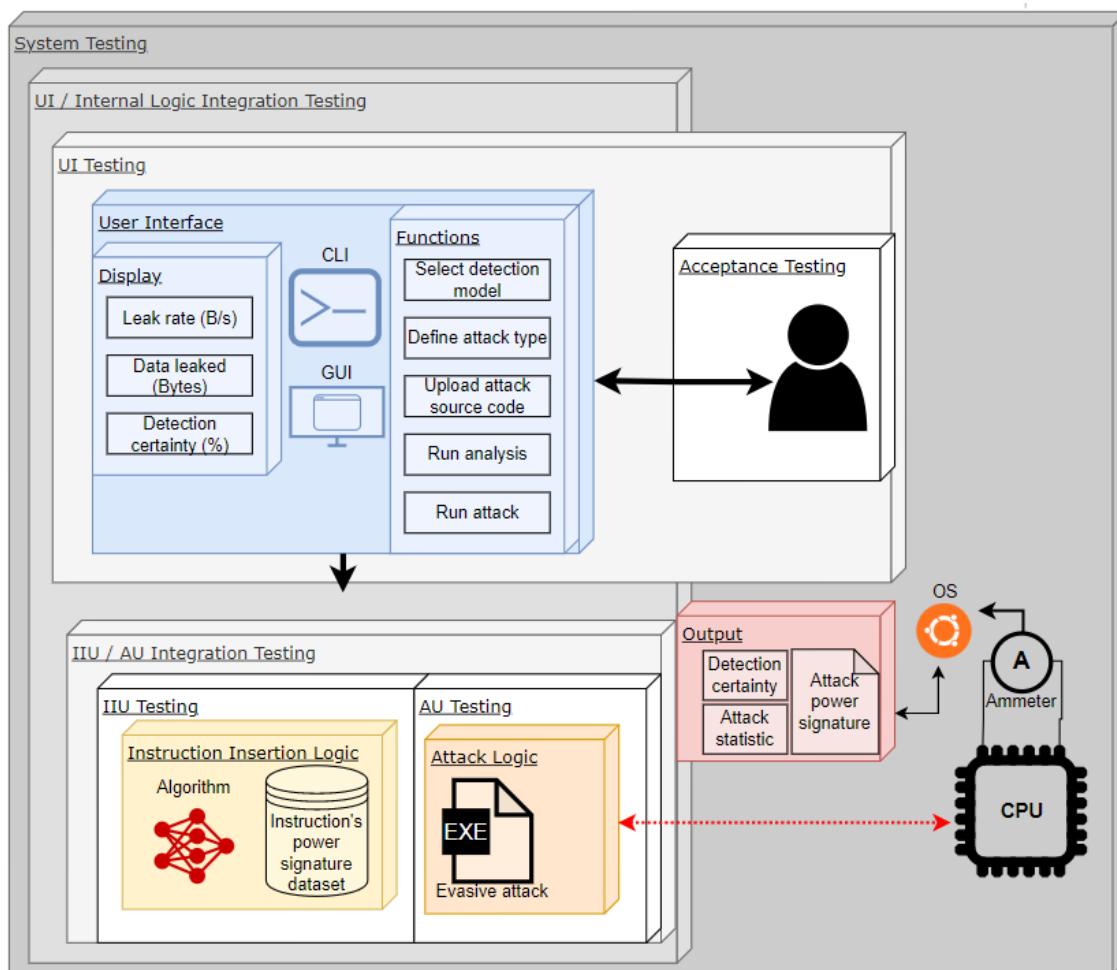 System Testing
UI / Internal Logic Integration Testing
UI Testing
User Interface
Display
Leak rate (B/s)
Data leaked
(Bytes)
Detection
certainty (%)
CLI
GUI
Functions
Select detection
model
Define attack type
Upload attack
source code
Run analysis
Run attack
Acceptance Testing
IIU / AU Integration Testing
IIU Testing
Instruction Insertion Logic
Algorithm
Instruction's
power
signature
dataset
AU Testing
Attack Logic
EXE
Evasive attack
Output
Detection
certainty
Attack
statistic
Attack
power
signature
OS
A
Ammeter
CPU